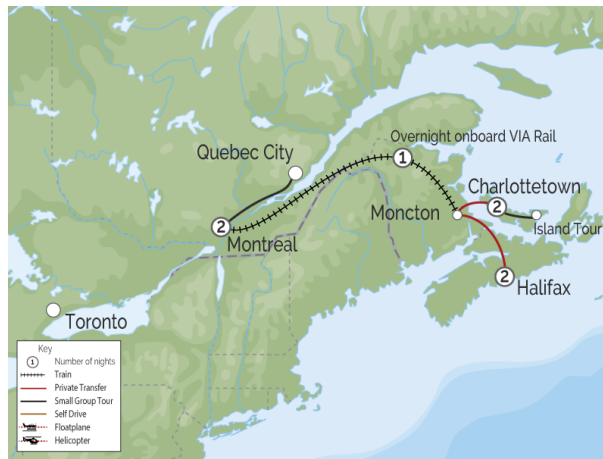 Overnight onboard VIA Rail
1
Quebec City
Charlottetown
2
Moncton
Island Tour
2
Montreal
2
Halifax
Toronto
Key
1 Number of nights
Train
Private Transfer
Small Group Tour
Self Drive
Floatplane
Helicopter